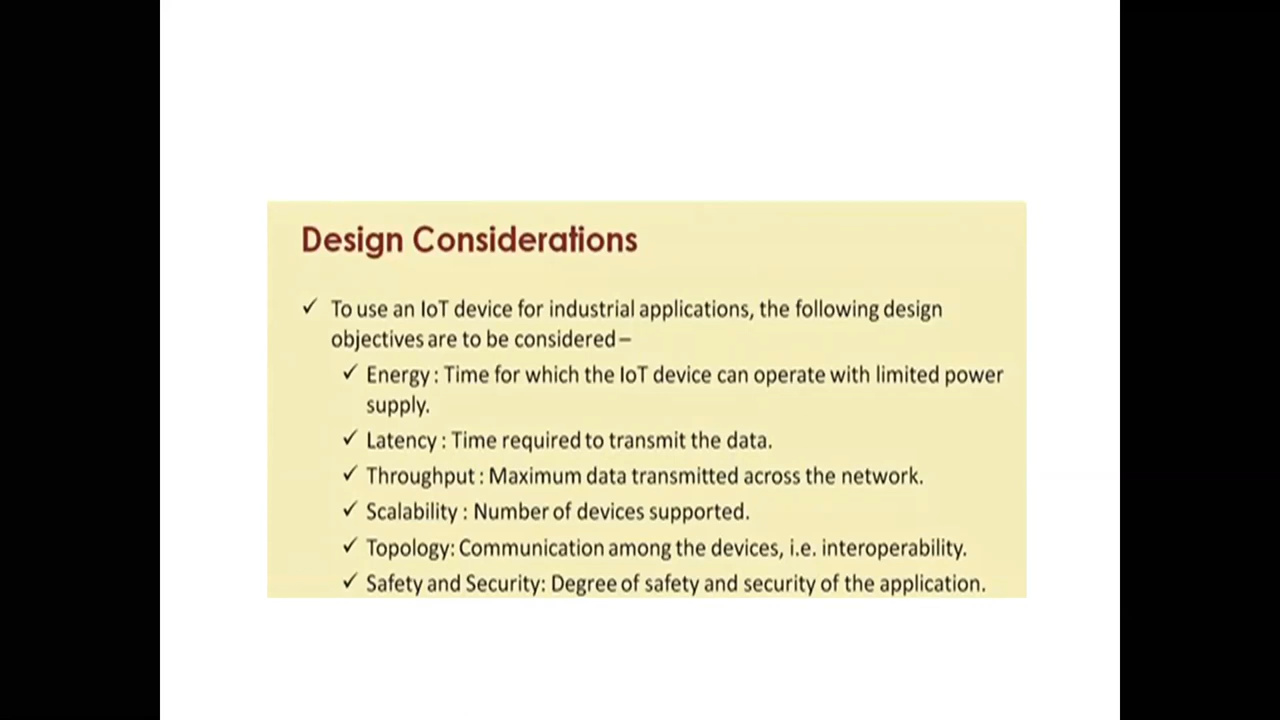 Design Considerations
✓ To use an IoT device for industrial applications, the following design
objectives are to be considered –
✓ Energy : Time for which the IoT device can operate with limited power
supply.
✓ Latency : Time required to transmit the data.
✓ Throughput : Maximum data transmitted across the network.
✓ Scalability : Number of devices supported.
✓ Topology: Communication among the devices, i.e. interoperability.
✓ Safety and Security: Degree of safety and security of the application.